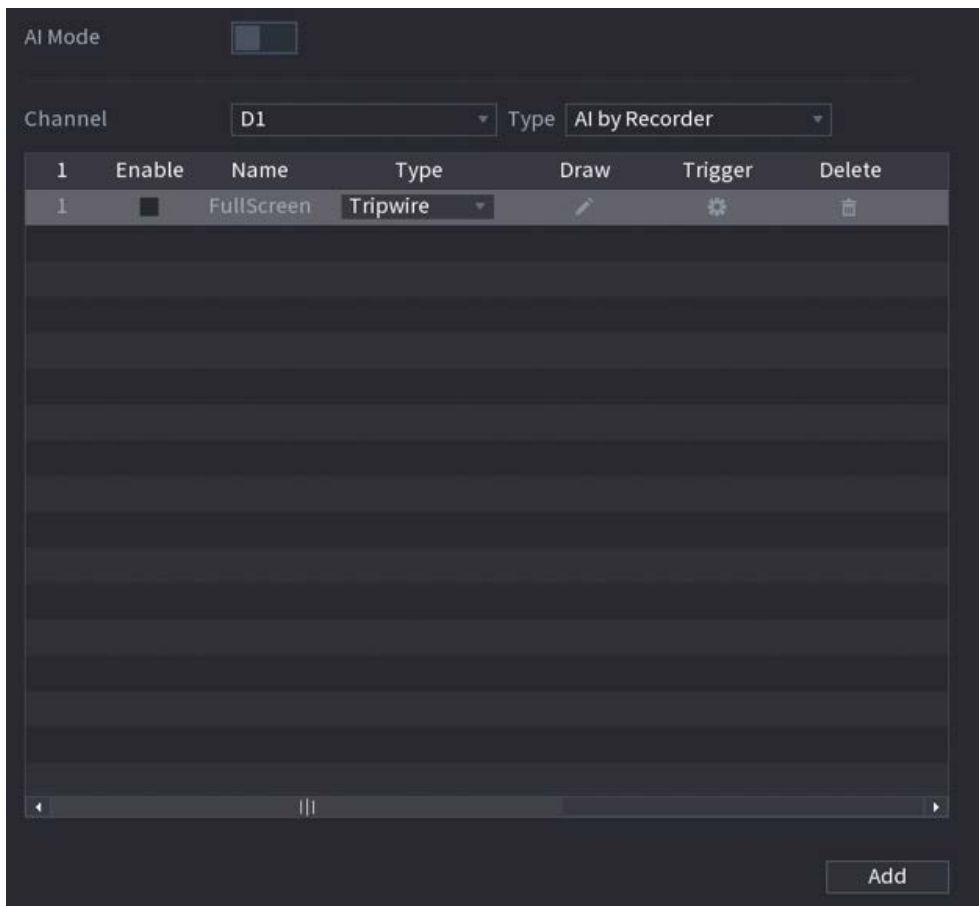 AI Mode
Channel D1 Type AI by Recorder
1 Enable Name Type Draw Trigger Delete
1 FullScreen Tripwire
Add